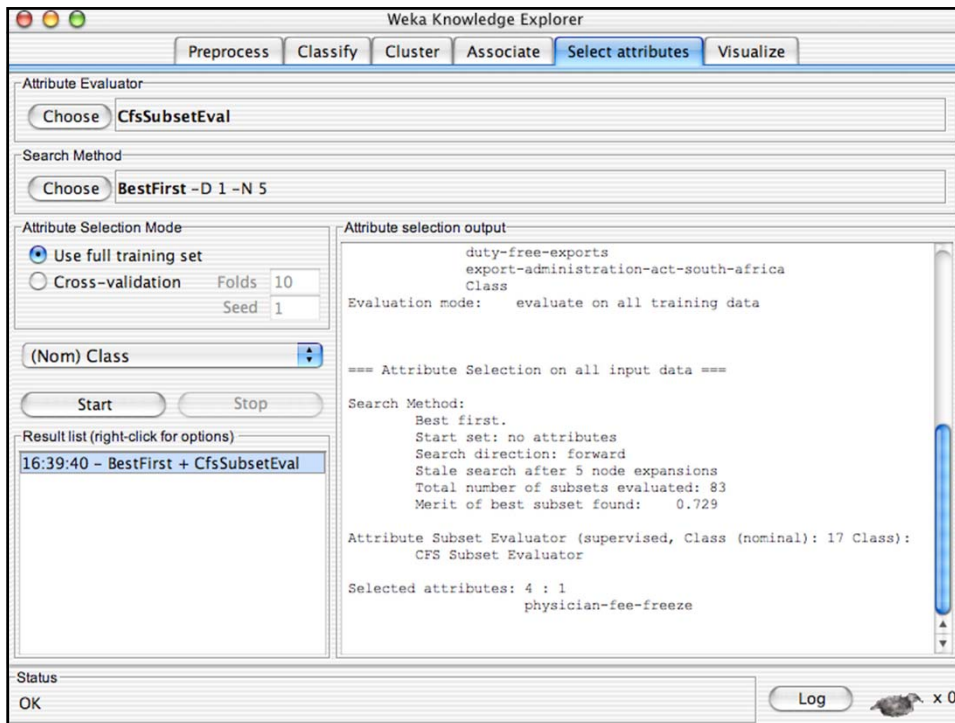 Weka Knowledge Explorer
Preprocess Classify Cluster Associate Select attributes Visualize
Attribute Evaluator
Choose CfsSubsetEval
Search Method
Choose BestFirst -D 1 -N 5
Attribute Selection Mode
Use full training set
Cross-validation Folds 10
Seed 1
(Nom) Class
Start Stop
Result list (right-click for options)
16:39:40 - BestFirst + CfsSubsetEval
Attribute selection output
duty-free-exports
export-administration-act-south-africa
Class
Evaluation mode: evaluate on all training data
=== Attribute Selection on all input data ===
Search Method:
Best first.
Start set: no attributes
Search direction: forward
Stale search after 5 node expansions
Total number of subsets evaluated: 83
Merit of best subset found: 0.729
Attribute Subset Evaluator (supervised, Class (nominal): 17 Class):
CFS Subset Evaluator
Selected attributes: 4 : 1
physician-fee-freeze
Status
OK
Log x 0